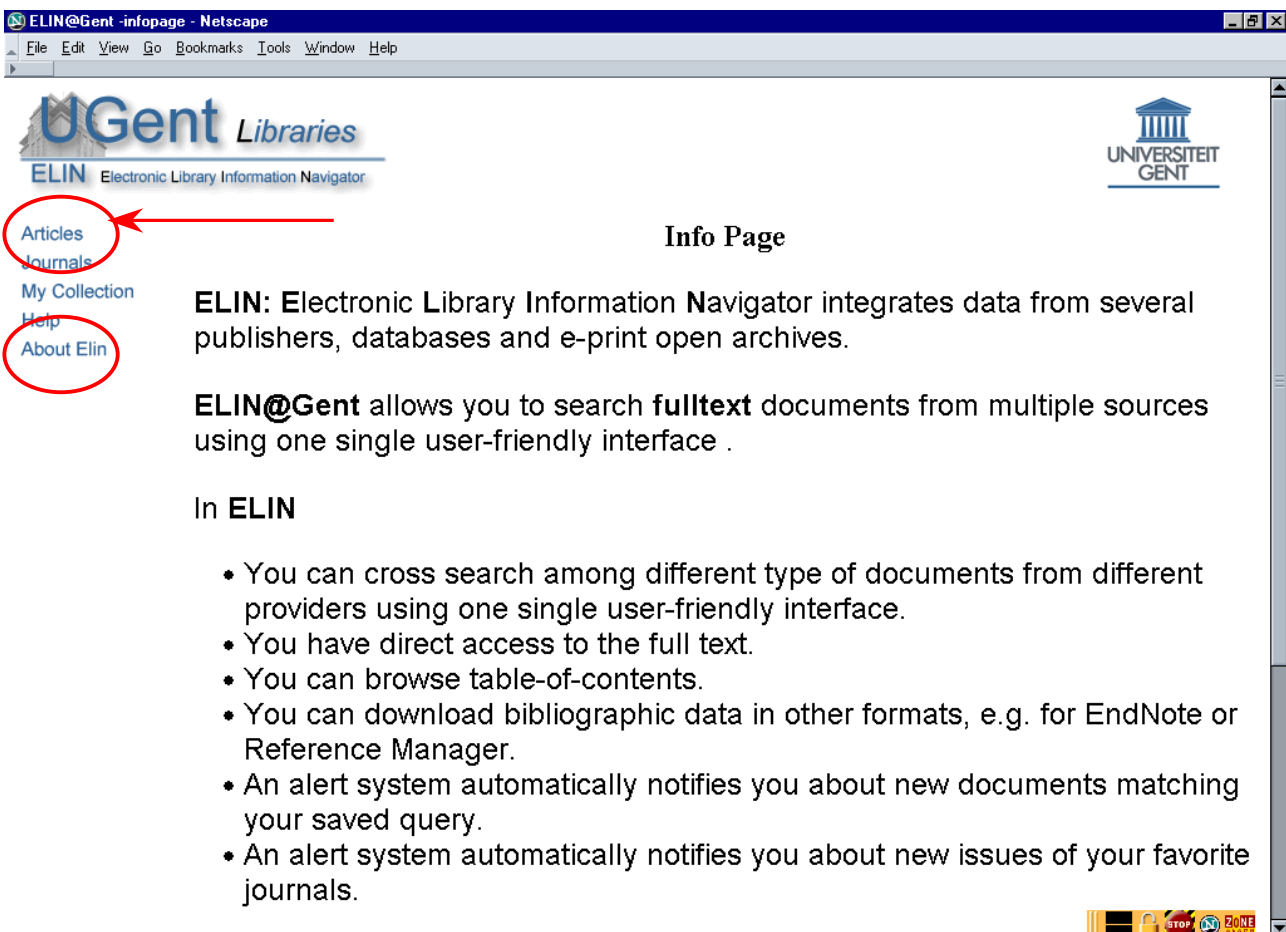 ELIN@Gent -infopage - Netscape
File Edit View Go Bookmarks Tools Window Help
UGent Libraries
ELIN Electronic Library Information Navigator
UNIVERSITEIT
GENT
Articles
Journals
My Collection
Help
About Elin
Info Page
ELIN: Electronic Library Information Navigator integrates data from several
publishers, databases and e-print open archives.
ELIN@Gent allows you to search fulltext documents from multiple sources
using one single user-friendly interface .
In ELIN
• You can cross search among different type of documents from different
providers using one single user-friendly interface.
• You have direct access to the full text.
• You can browse table-of-contents.
• You can download bibliographic data in other formats, e.g. for EndNote or
Reference Manager.
• An alert system automatically notifies you about new documents matching
your saved query.
• An alert system automatically notifies you about new issues of your favorite
journals.
STOP
ZONE